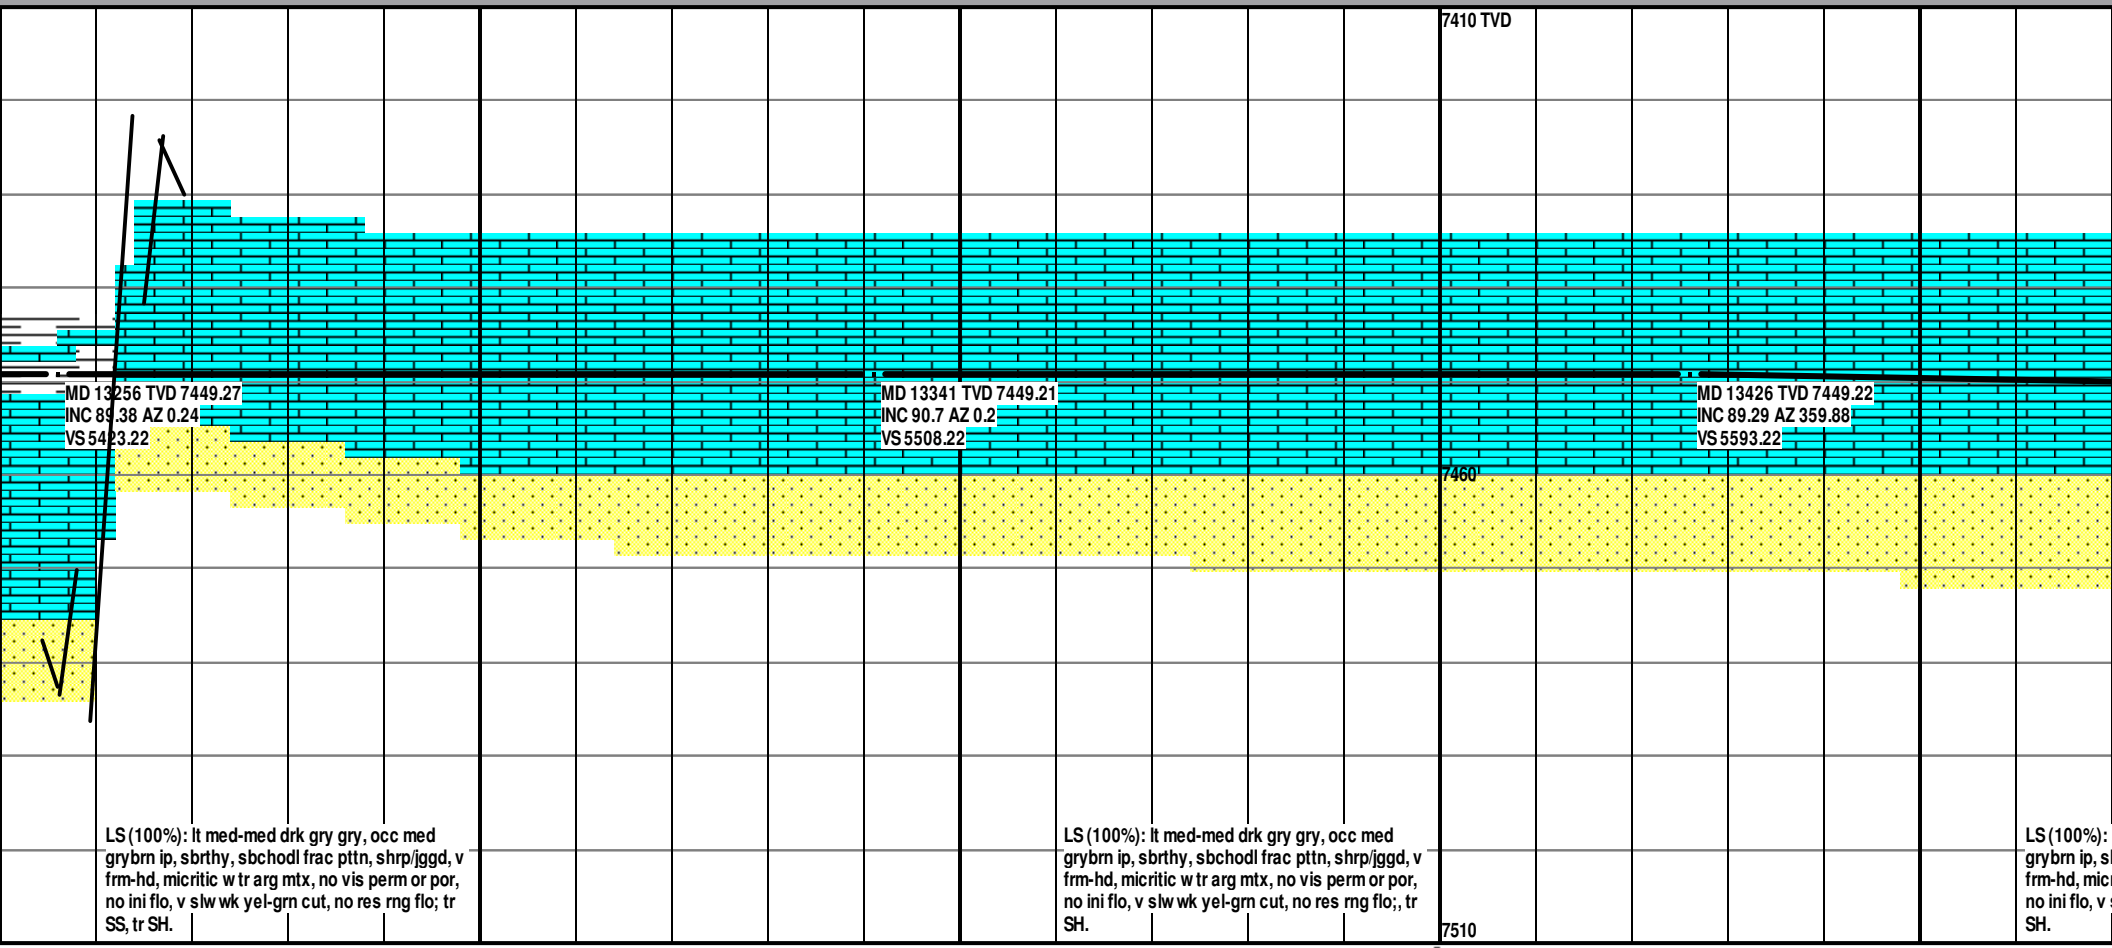 7410 TVD
MD 13256 TVD 7449.27
INC 89.38 AZ 0.24
VS 5423.22
MD 13341 TVD 7449.21
INC 90.7 AZ 0.2
VS 5508.22
MD 13426 TVD 7449.22
INC 89.29 AZ 359.88
VS 5593.22
7460
LS (100%): lt med-med drk gry gry, occ med
grybrn ip, sbrthy, sbchodl frac pttn, shrp/jggd, v
frm-hd, micritic w tr arg mtx, no vis perm or por,
no ini flo, v slw wk yel-grn cut, no res rng flo; tr
SS, tr SH.
LS (100%): lt med-med drk gry gry, occ med
grybrn ip, sbrthy, sbchodl frac pttn, shrp/jggd, v
frm-hd, micritic w tr arg mtx, no vis perm or por,
no ini flo, v slw wk yel-grn cut, no res rng flo;, tr
SH.
LS (100%):
grybrn ip,
frm-hd,
no ini flo, v
SH.
7510